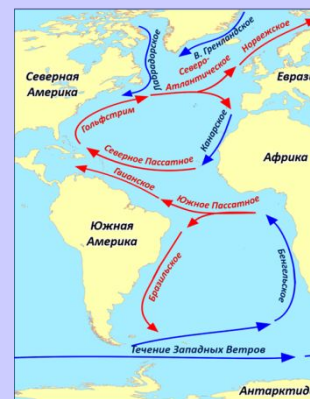 В. Гренландское
Норвежское
Лабрадорское
Северо-
Атлантическое
Северная
Америка
Еврази
Гольфстрим
Канарское
Северное Пассатное
Африка
Гвианское
Южное Пассатное
Южная
Америка
Бразильское
Бенгельское
Течение Западных Ветров
Антарктида